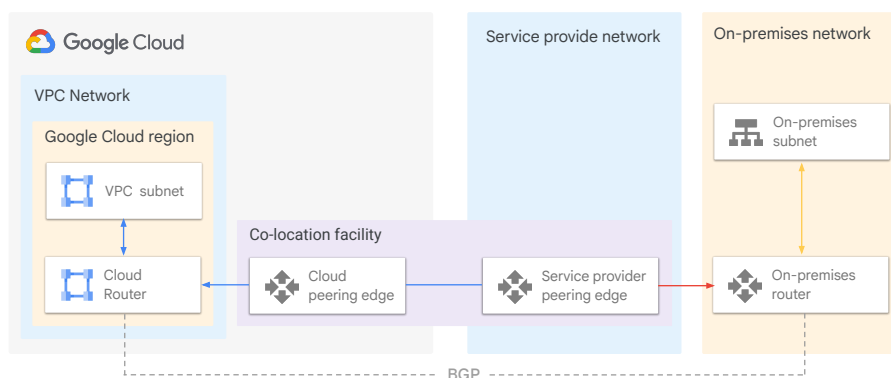 Google Cloud
Service provide network
On-premises network
VPC Network
Google Cloud region
VPC subnet
On-premises
subnet
Co-location facility
Cloud
Router
Cloud
peering edge
Service provider
peering edge
On-premises
router
BGP